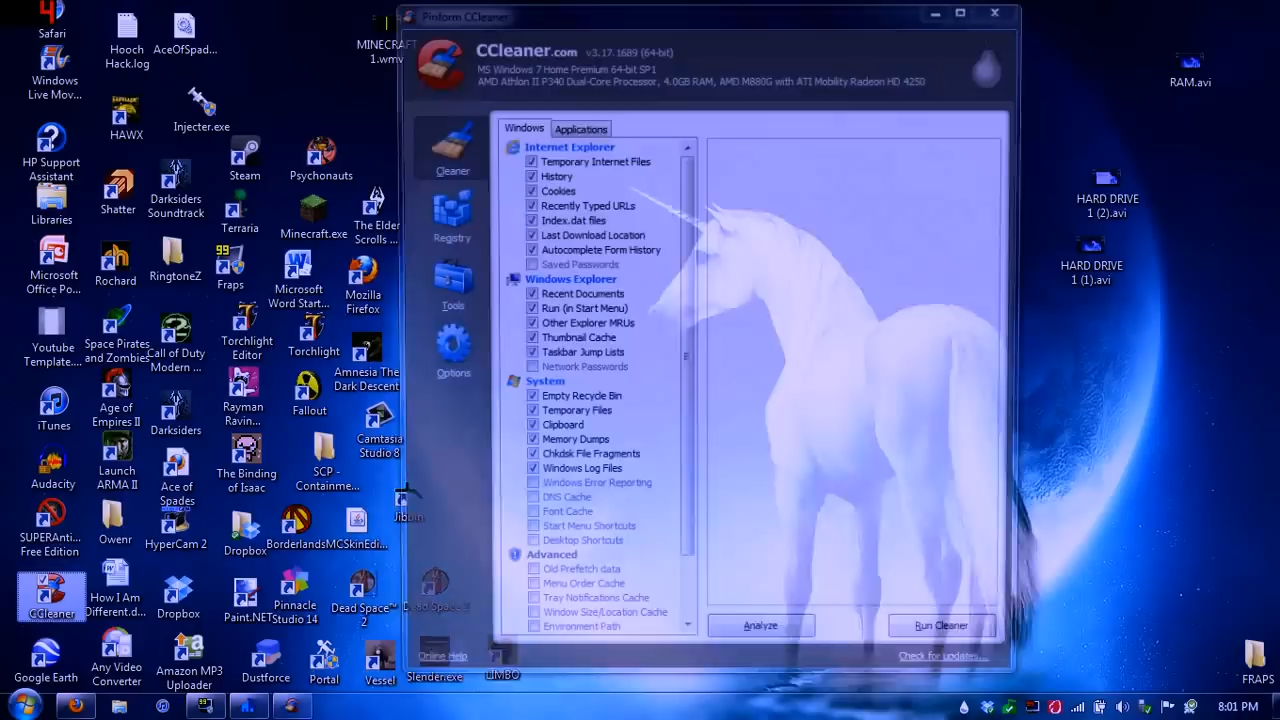 Safari
Hooch
Hack.log
AceOfSpad...
MINECRAFT
1.wmv
Windows
Live Mov...
HAWX
Injecter.exe
HP Support
Assistant
Steam
Psychonauts
Libraries
Shatter
Darksiders
Soundtrack
Terraria
Minecraft.exe
The Elder
Scrolls ...
Microsoft
Office Po...
Rochard
RingtoneZ
99
Fraps
Microsoft
Word Start...
Mozilla
Firefox
Youtube
Template....
Space Pirates
and Zombies
Call of Duty
Modern ...
Torchlight
Editor
Torchlight
Amnesia The
Dark Descent
iTunes
Age of
Empires II
Darksiders
Rayman
Ravin...
Fallout
Camtasia
Studio 8
Audacity
Launch
ARMA II
Ace of
Spades
The Binding
of Isaac
SCP -
Containme...
Jibbin
SUPERAnti...
Free Edition
Owenr
HyperCam 2
Dropbox
Borderlands
MCSkinEdi...
CCleaner
How I Am
Different.d...
Dropbox
Paint.NET
Pinnacle
Studio 14
Dead Space™
2
Dead Space
Google Earth
Any Video
Converter
Amazon MP3
Uploader
Dustforce
Portal
Vessel
Slender.exe
LIMBO
Piriform CCleaner
CCleaner.com v3.17.1689 (64-bit)
MS Windows 7 Home Premium 64-bit SP1
AMD Athlon II P340 Dual-Core Processor, 4.0GB RAM, AMD M880G with ATI Mobility Radeon HD 4250
Cleaner
Registry
Tools
Options
Windows
Applications
Internet Explorer
Temporary Internet Files
History
Cookies
Recently Typed URLs
Index.dat files
Last Download Location
Autocomplete Form History
Saved Passwords
Windows Explorer
Recent Documents
Run (in Start Menu)
Other Explorer MRUs
Thumbnail Cache
Taskbar Jump Lists
Network Passwords
System
Empty Recycle Bin
Temporary Files
Clipboard
Memory Dumps
Chkdsk File Fragments
Windows Log Files
Windows Error Reporting
DNS Cache
Font Cache
Start Menu Shortcuts
Desktop Shortcuts
Advanced
Old Prefetch data
Menu Order Cache
Tray Notifications Cache
Window Size/Location Cache
Environment Path
Analyze
Run Cleaner
Online Help
Check for updates...
RAM.avi
HARD DRIVE
1 (2).avi
HARD DRIVE
1 (1).avi
FRAPS
8:01 PM